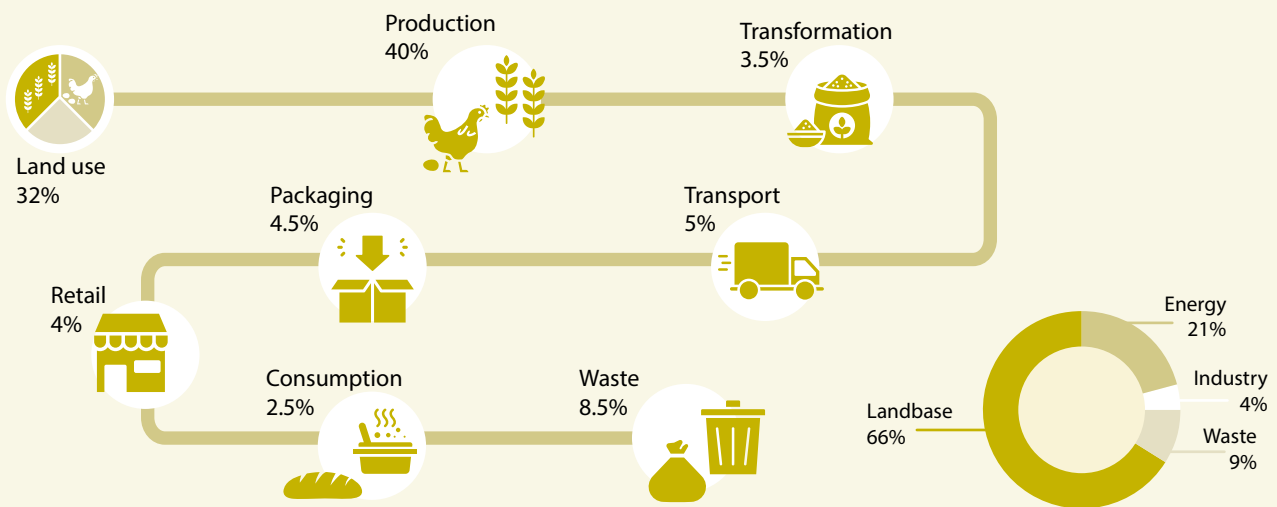 Production
40%
Transformation
3.5%
Land use
32%
Packaging
4.5%
Transport
5%
Retail
4%
Consumption
2.5%
Waste
8.5%
Energy
21%
Industry
4%
Landbase
66%
Waste
9%